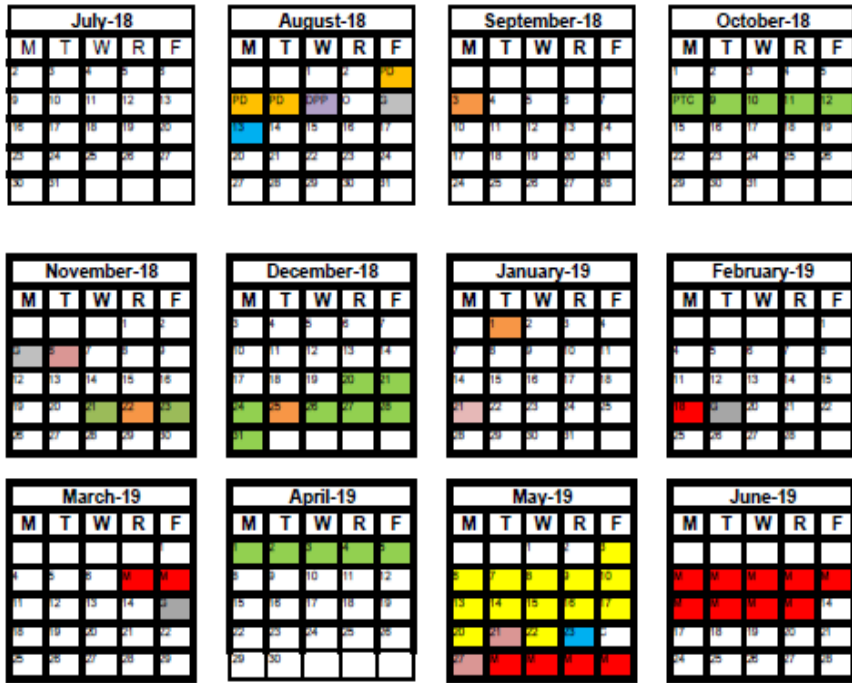 July-18
M T W R F
2 3 4 5 6
9 10 11 12 13
16 17 18 19 20
23 24 25 26 27
30 31
August-18
M T W R F
1 2 PD
PD PD O
13 14 15 16 17
20 21 22 23 24
27 28 29 30 31
September-18
M T W R F
3 4 5 6 7
10 11 12 13 14
17 18 19 20 21
24 25 26 27 28
October-18
M T W R F
1 2 3 4 5
PTC 9 10 11 12
15 16 17 18 19
22 23 24 25 26
29 30 31
November-18
M T W R F
1 2
6 7 8 9
12 13 14 15 16
19 20 21 22 23
26 27 28 29 30
December-18
M T W R F
3 4 5 6 7
10 11 12 13 14
17 18 19 20 21
24 25 26 27 28
31
January-19
M T W R F
1 2 3 4
7 8 9 10 11
14 15 16 17 18
21 22 23 24 25
28 29 30 31
February-19
M T W R F
1
4 5 6 7 8
11 12 13 14 15
18 20 21 22
25 26 27 28
March-19
M T W R F
1
4 5 6 M M
11 12 13 14
18 19 20 21 22
25 26 27 28 29
April-19
M T W R F
1 2 3 4 5
8 9 10 11 12
15 16 17 18 19
22 23 24 25 26
29 30
May-19
M T W R F
1 2 3
6 7 8 9 10
13 14 15 16 17
20 21 22 23 C
27 M M M M
June-19
M T W R F
M M M M M
M M M M 14
17 18 19 20 21
24 25 26 27 28